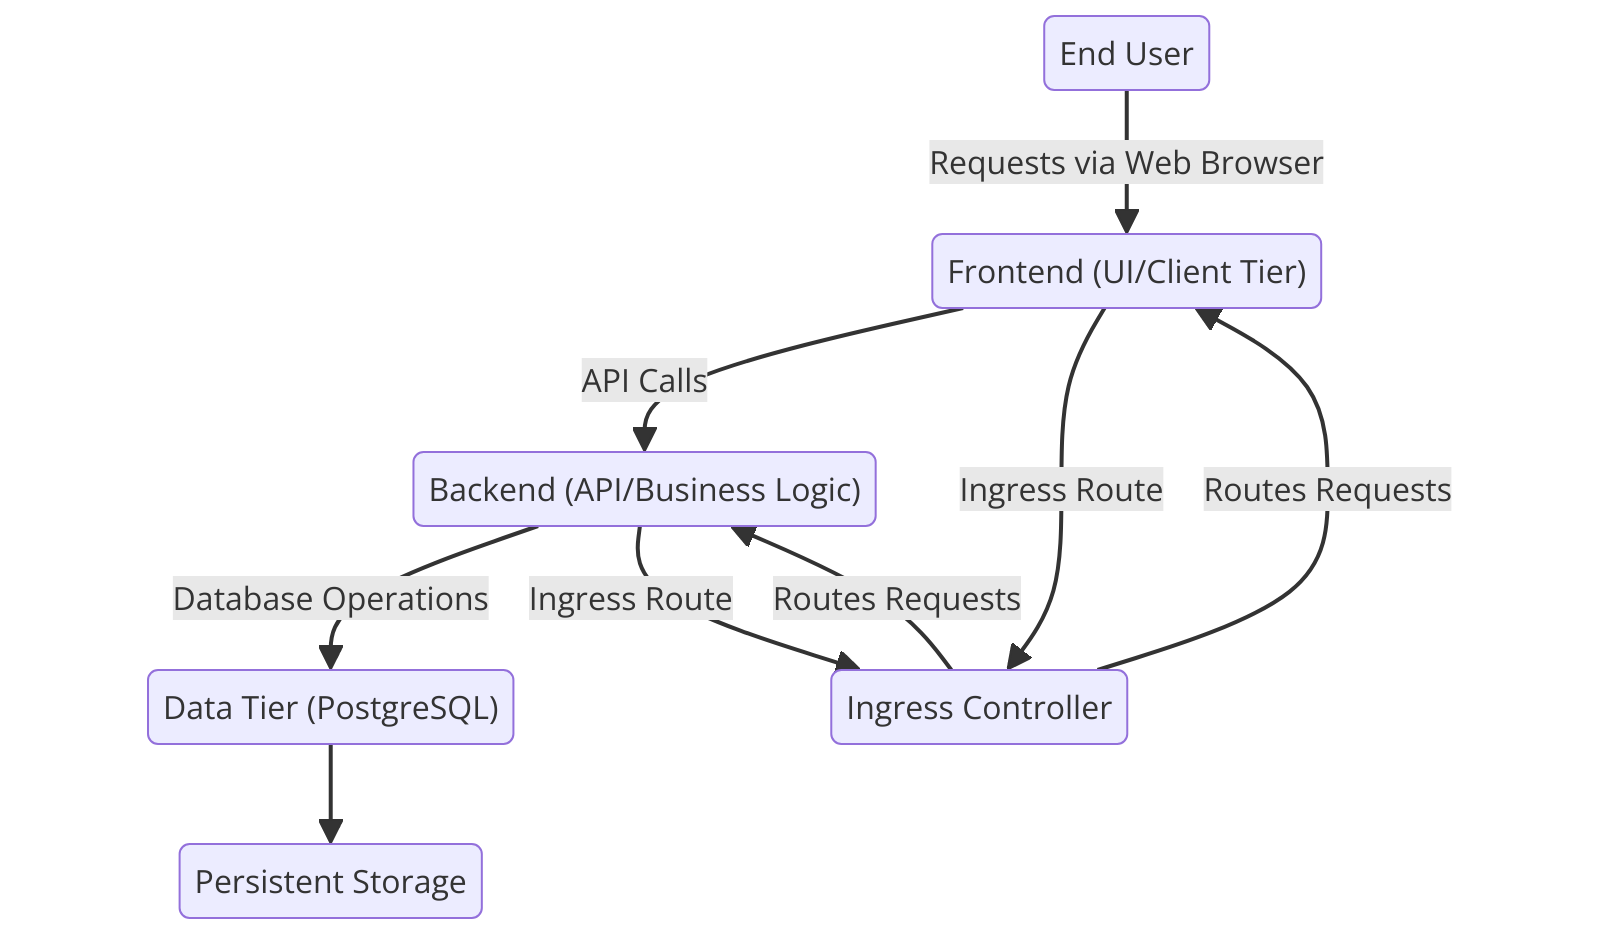 End User
Requests via Web Browser
Frontend (UI/Client Tier)
API Calls
Backend (API/Business Logic)
Ingress Route
Routes Requests
Database Operations
Ingress Route
Routes Requests
Data Tier (PostgreSQL)
Ingress Controller
Persistent Storage